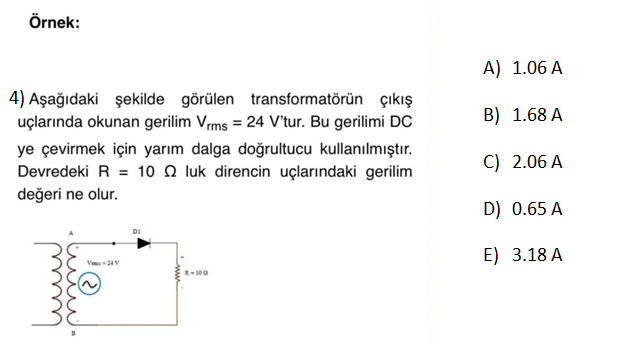 Örnek:
4) Aşağıdaki şekilde görülen transformatörün çıkış
uçlarında okunan gerilim Vrms = 24 V'tur. Bu gerilimi DC
ye çevirmek için yarım dalga doğrultucu kullanılmıştır.
Devredeki R = 10 Ω luk direncin uçlarındaki gerilim
değeri ne olur.
A
D1
Vrms = 24 V
R=10 Ω
B
A) 1.06 A
B) 1.68 A
C) 2.06 A
D) 0.65 A
E) 3.18 A